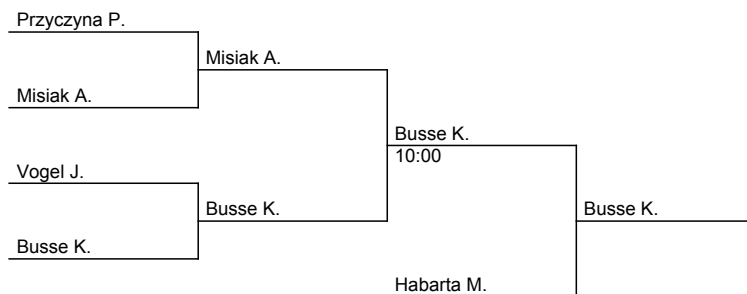 Przyczyna P.
Misiak A.
Misiak A.
Busse K.
10:00
Vogel J.
Busse K.
Busse K.
Busse K.
Habarta M.